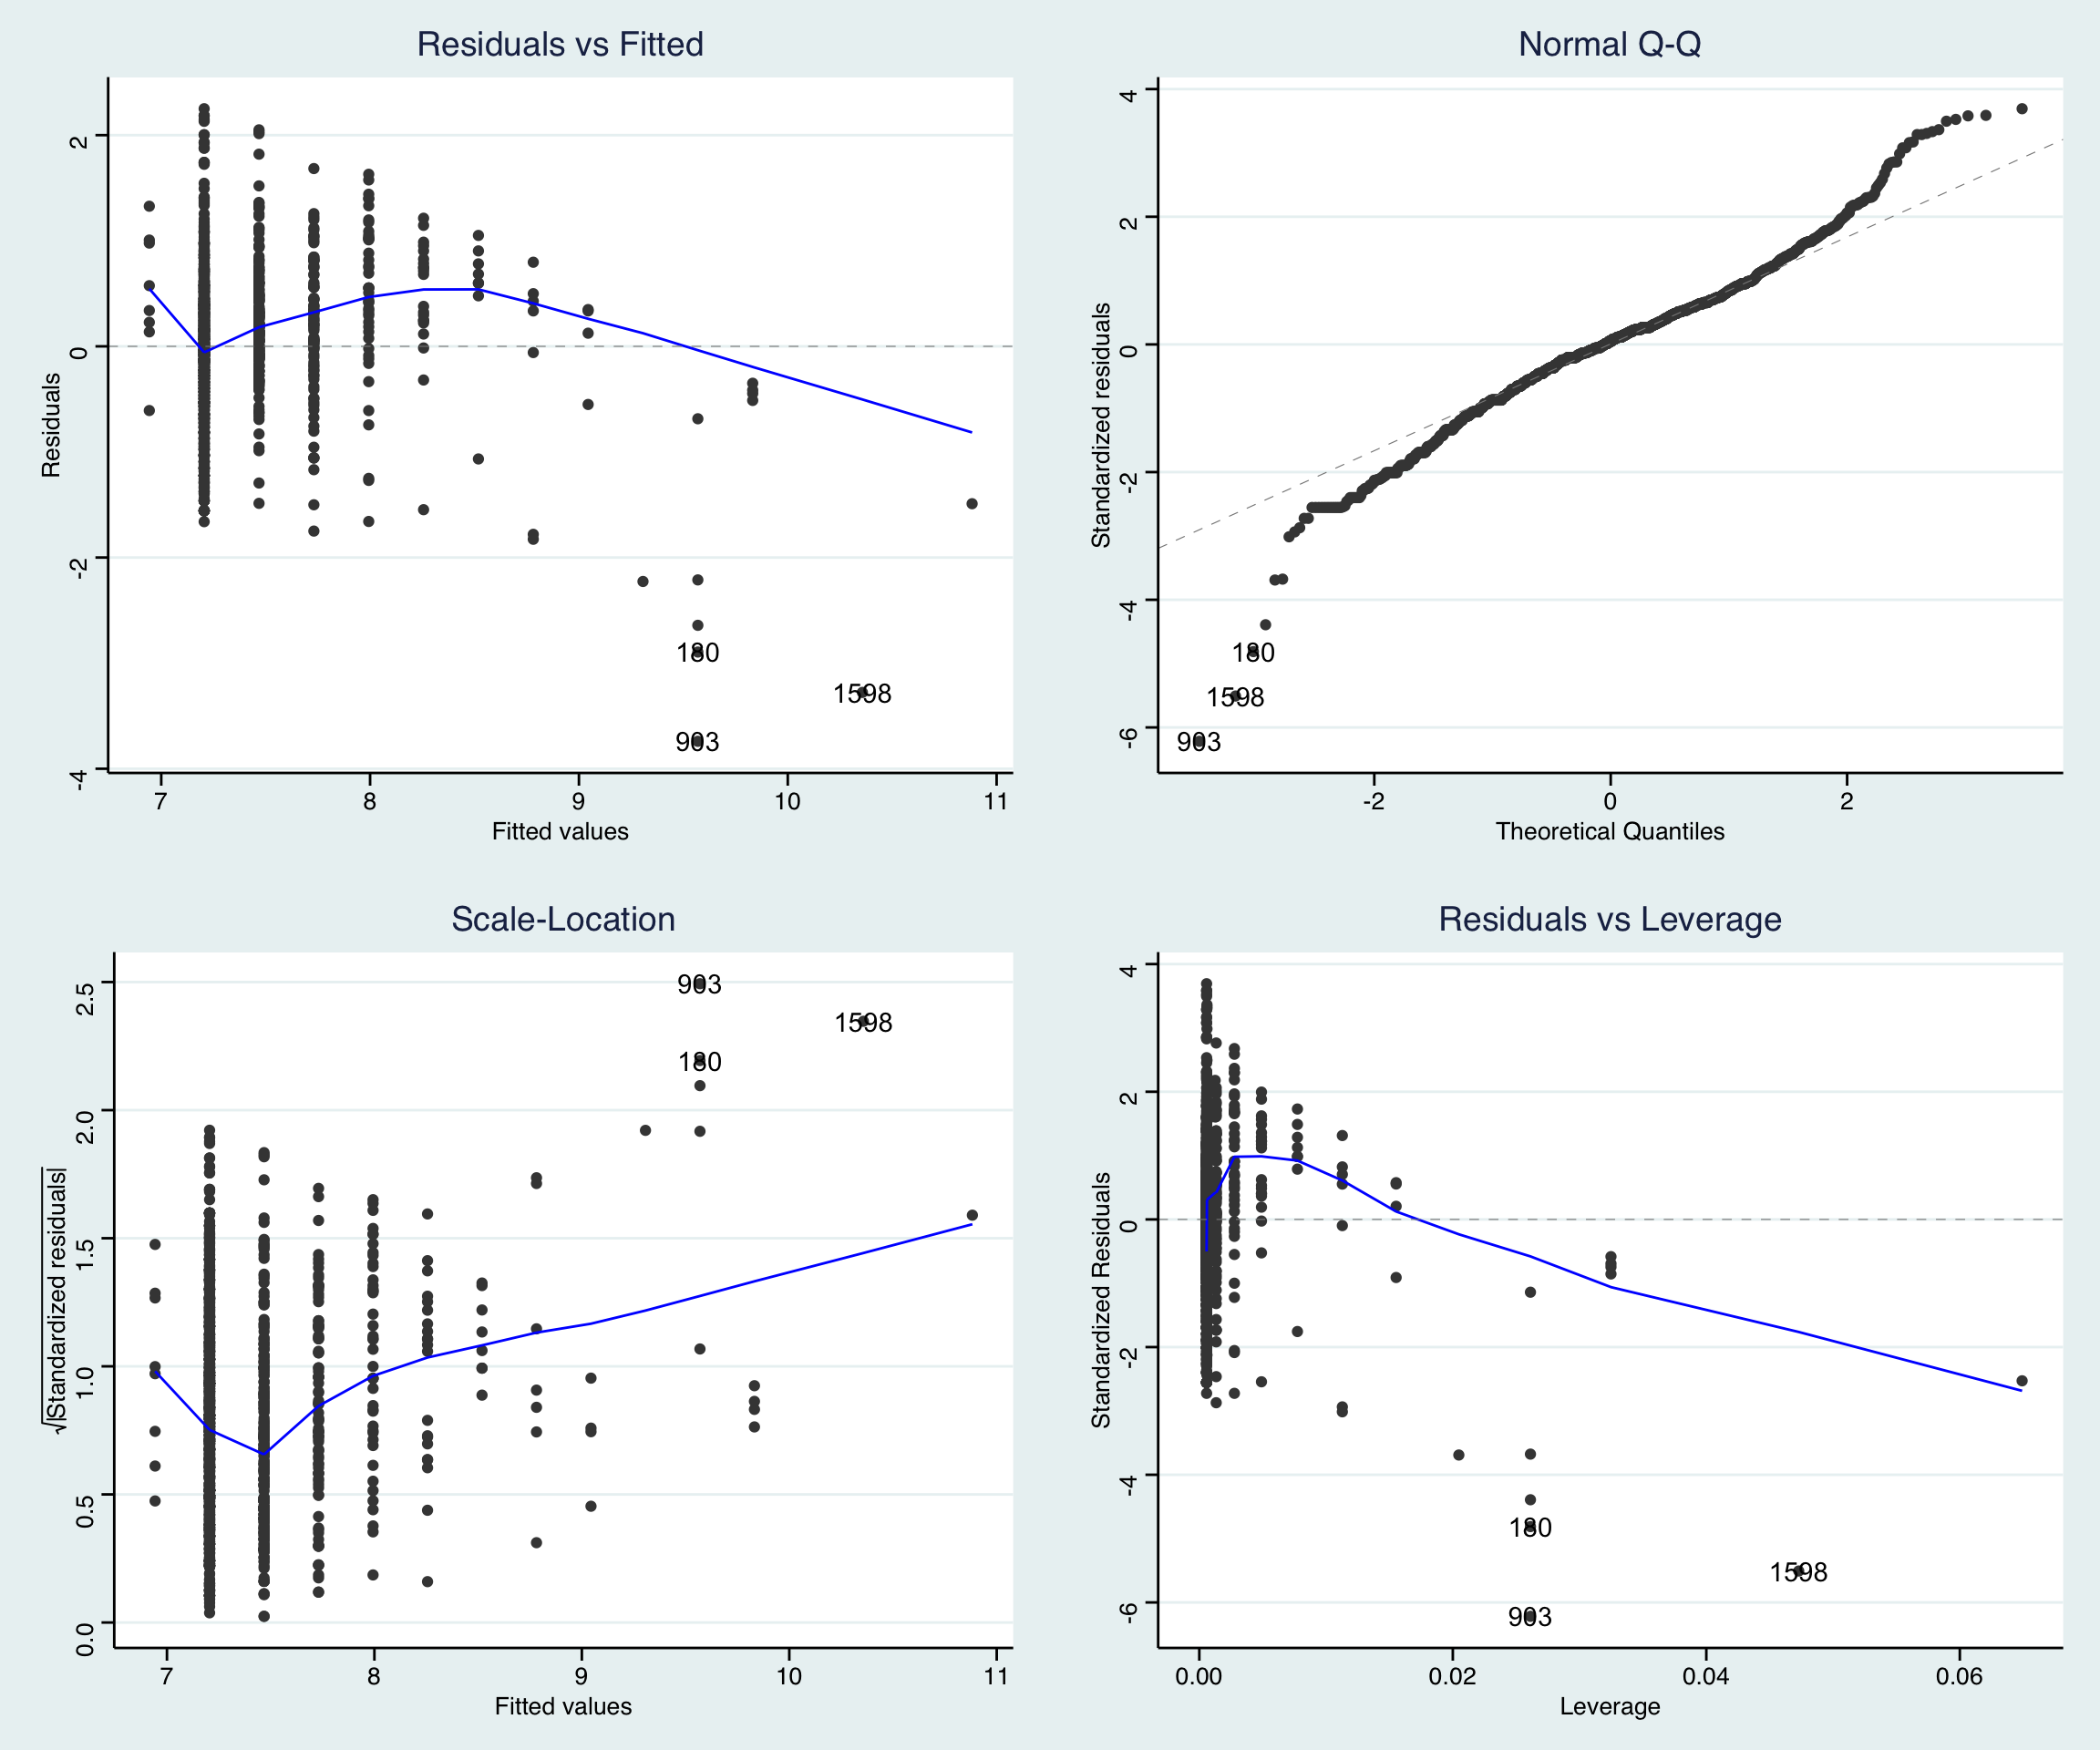 Residuals vs Fitted
Residuals
2
0
-2
-4
180
1598
903
7 8 9 10 11
Fitted values
Normal Q-Q
Standardized residuals
4
2
0
-2
-4
-6
180
1598
903
-2 0 2
Theoretical Quantiles
Scale-Location
√|Standardized residuals|
2.5
2.0
1.5
1.0
0.5
0.0
903
1598
180
7 8 9 10 11
Fitted values
Residuals vs Leverage
Standardized Residuals
4
2
0
-2
-4
-6
180
1598
903
0.00 0.02 0.04 0.06
Leverage